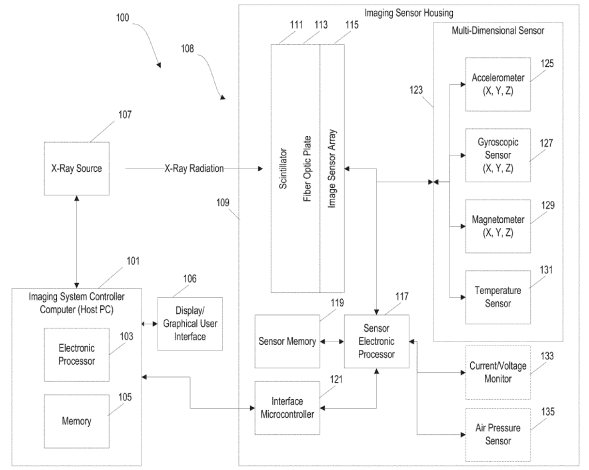 Imaging Sensor Housing
100
108
111
113
115
Multi-Dimensional Sensor
123
Accelerometer
(X, Y, Z)
125
107
X-Ray Source
X-Ray Radiation
Scintillator
Fiber Optic Plate
Image Sensor Array
Gyroscopic
Sensor
(X, Y, Z)
127
109
Magnetometer
(X, Y, Z)
129
101
Imaging System Controller
Computer (Host PC)
106
Display/
Graphical User
Interface
Temperature
Sensor
131
103
Electronic
Processor
119
Sensor Memory
117
Sensor
Electronic
Processor
133
Current/Voltage
Monitor
105
Memory
121
Interface
Microcontroller
135
Air Pressure
Sensor